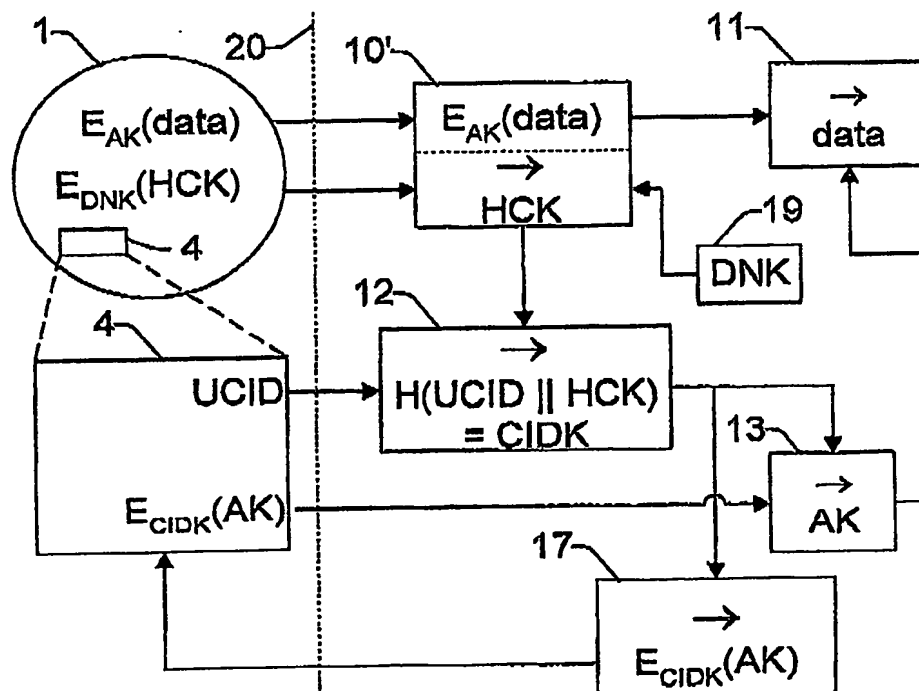 1
20
10'
11
E_AK(data)
E_DNK(HCK)
4
E_AK(data)
→
HCK
→
data
19
DNK
12
4
UCID
→
H(UCID || HCK)
= CIDK
13
→
AK
E_CIDK(AK)
17
→
E_CIDK(AK)